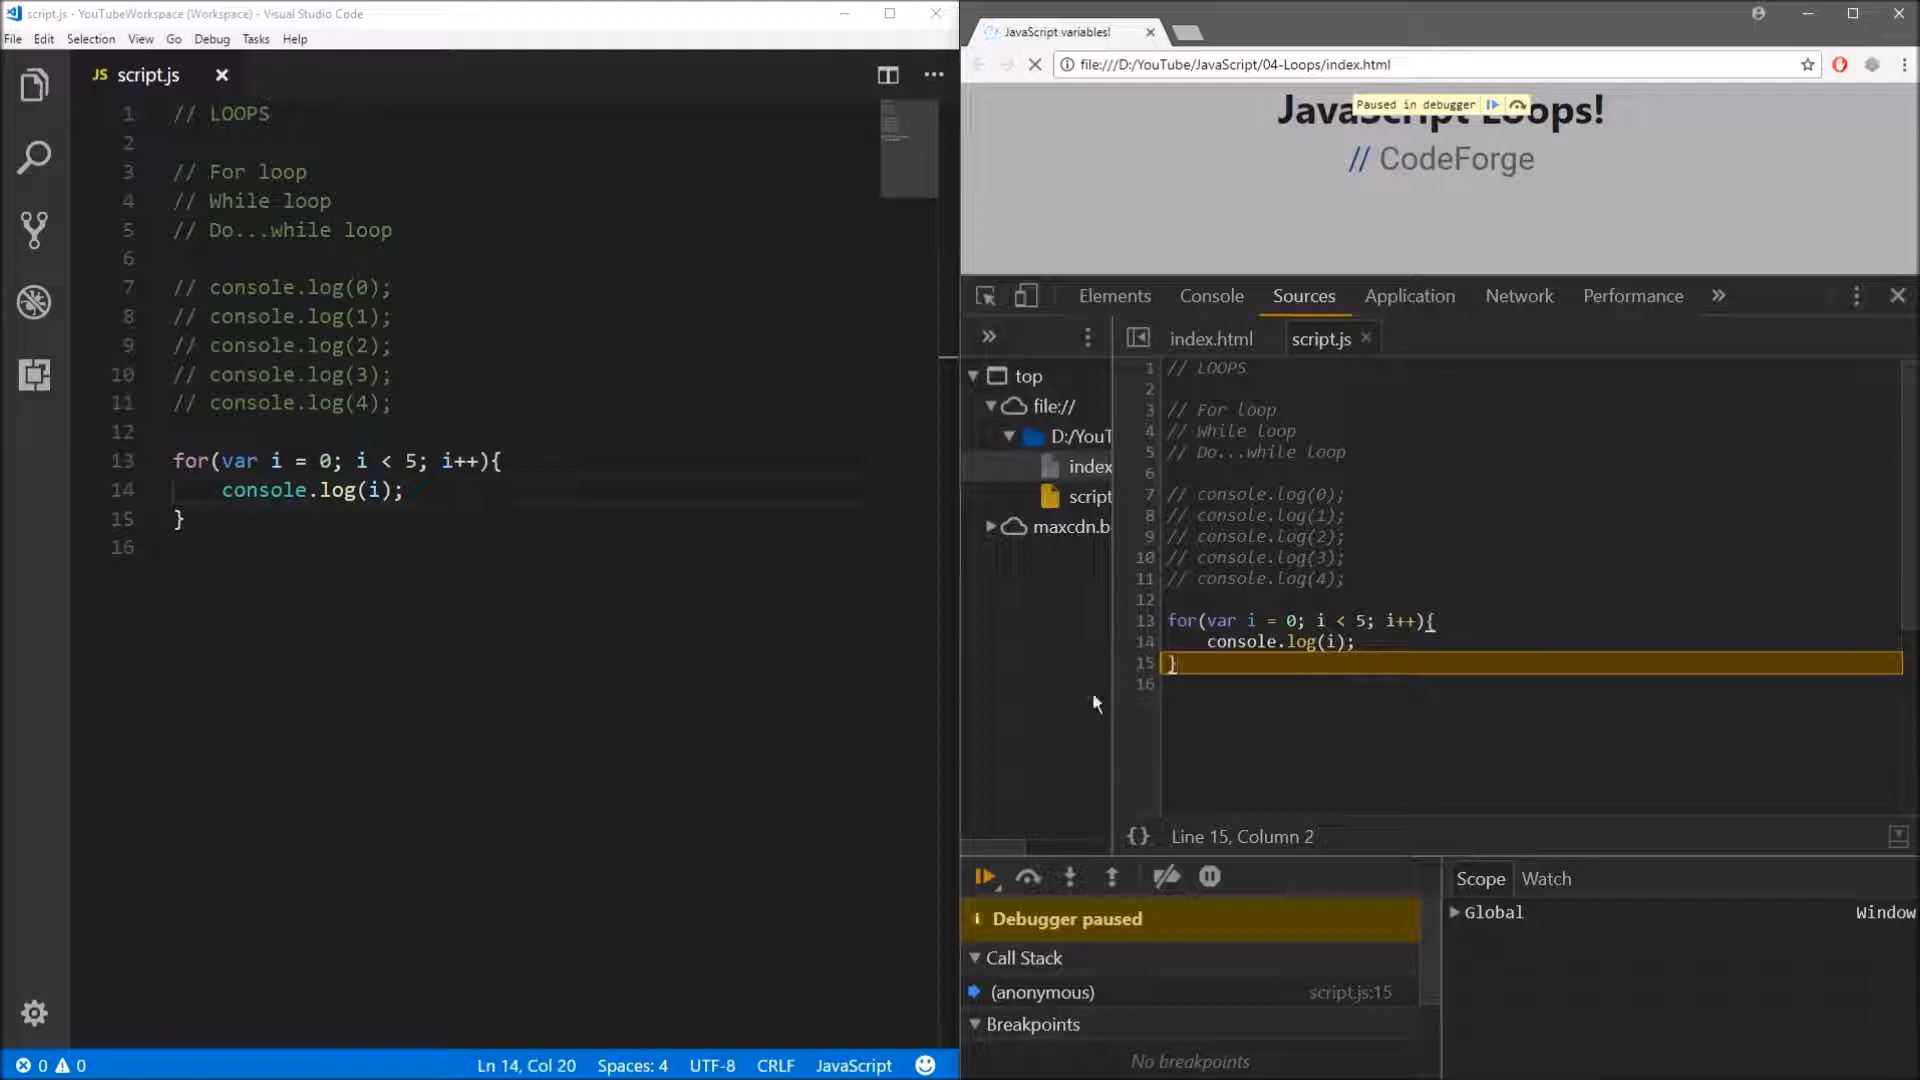 script.js - YouTubeWorkspace (Workspace) - Visual Studio Code
File Edit Selection View Go Debug Tasks Help
JS script.js
1 // LOOPS
2
3 // For loop
4 // While loop
5 // Do...while loop
6
7 // console.log(0);
8 // console.log(1);
9 // console.log(2);
10 // console.log(3);
11 // console.log(4);
12
13 for(var i = 0; i < 5; i++){
14 console.log(i);
15 }
16
0 0 Ln 14, Col 20 Spaces: 4 UTF-8 CRLF JavaScript
JavaScript variables!
file:///D:/YouTube/JavaScript/04-Loops/index.html
Paused in debugger
JavaScript Loops!
// CodeForge
Elements Console Sources Application Network Performance
index.html script.js
top
file://
D:/YouT
index
script
maxcdn.b
1 // LOOPS
2
3 // For loop
4 // While loop
5 // Do...while loop
6
7 // console.log(0);
8 // console.log(1);
9 // console.log(2);
10 // console.log(3);
11 // console.log(4);
12
13 for(var i = 0; i < 5; i++){
14 console.log(i);
15 }
16
{} Line 15, Column 2
Debugger paused
Call Stack
(anonymous) script.js:15
Breakpoints
No breakpoints
Scope Watch
Global Window